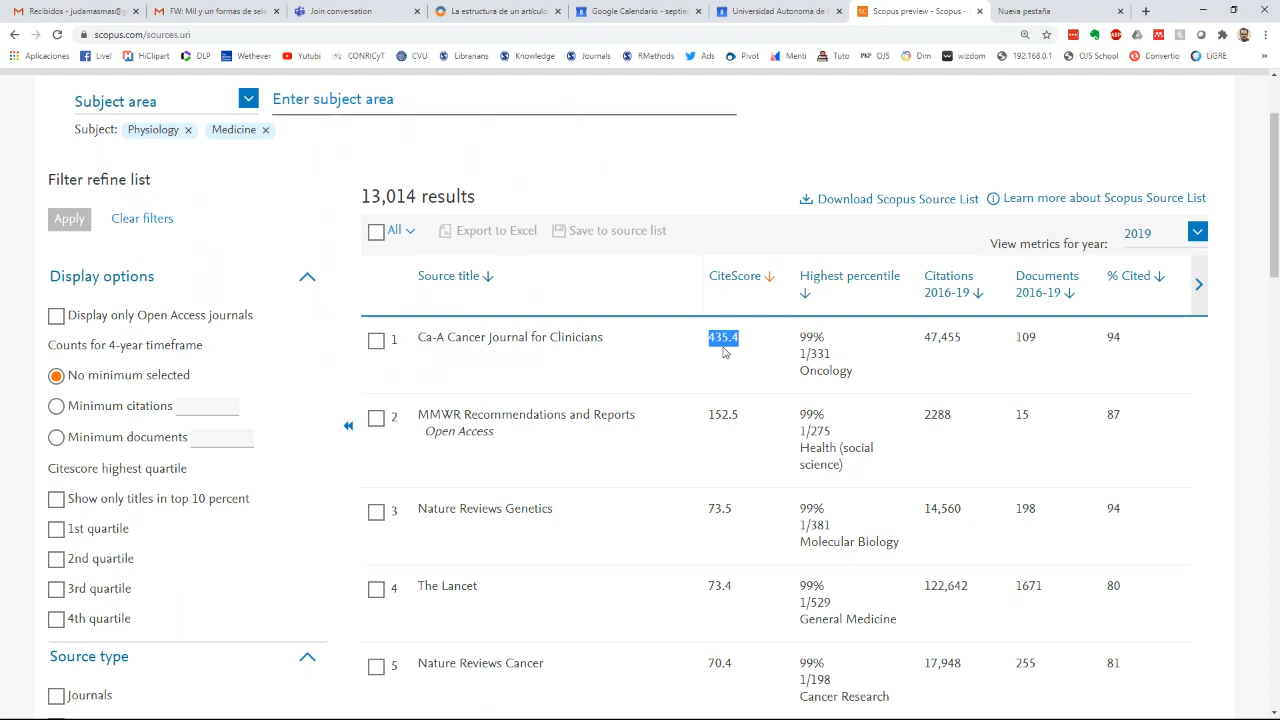 Recibidos - judamasmas@g
FW: Mil y un formas de sele
Join conversation
La estructura de un artículo
Google Calendario - septier
Universidad Autonoma de
Scopus preview - Scopus -
Nueva pestaña
scopus.com/sources.uri
Aplicaciones
Live!
HiClipart
DLP
Wethever
Yutubi
CONRICyT
CVU
Librarians
Knowledge
Journals
RMethods
Ads
Pivot
Menti
Tuto
OJS
Dim
wizdom
192.168.0.1
OJS School
Convertio
LiGRE
Subject area
Enter subject area
Subject: Physiology × Medicine ×
Filter refine list
Apply Clear filters
Display options
Display only Open Access journals
Counts for 4-year timeframe
No minimum selected
Minimum citations
Minimum documents
Citescore highest quartile
Show only titles in top 10 percent
1st quartile
2nd quartile
3rd quartile
4th quartile
Source type
Journals
13,014 results
Download Scopus Source List
Learn more about Scopus Source List
All
Export to Excel
Save to source list
View metrics for year: 2019
Source title
CiteScore
Highest percentile
Citations
2016-19
Documents
2016-19
% Cited
1 Ca-A Cancer Journal for Clinicians 435.4 99% 47,455 109 94
1/331
Oncology
2 MMWR Recommendations and Reports 152.5 99% 2288 15 87
Open Access 1/275
Health (social
science)
3 Nature Reviews Genetics 73.5 99% 14,560 198 94
1/381
Molecular Biology
4 The Lancet 73.4 99% 122,642 1671 80
1/529
General Medicine
5 Nature Reviews Cancer 70.4 99% 17,948 255 81
1/198
Cancer Research